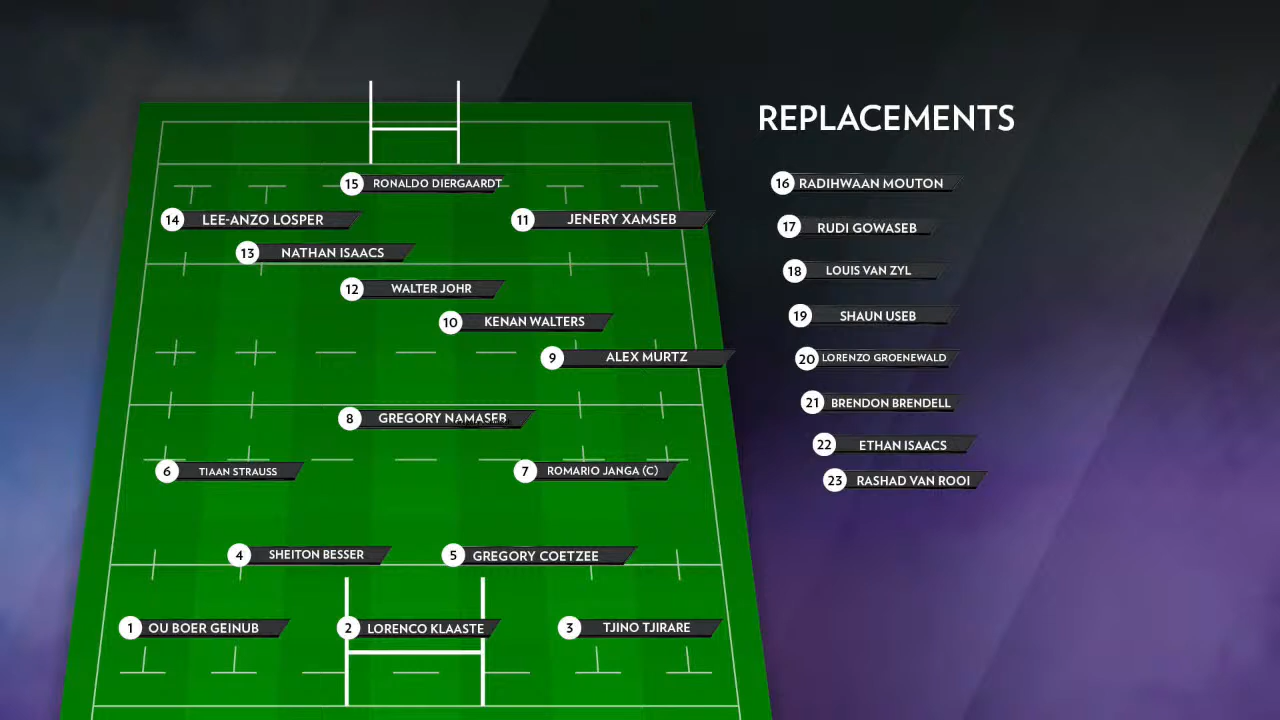 REPLACEMENTS
15 RONALDO DIERGAARDT
14 LEE-ANZO LOSPER
11 JENERY XAMSEB
13 NATHAN ISAACS
12 WALTER JOHR
10 KENAN WALTERS
9 ALEX MURTZ
8 GREGORY NAMASEB
6 TIAAN STRAUSS
7 ROMARIO JANGA (C)
4 SHEITON BESSER
5 GREGORY COETZEE
1 OU BOER GEINUB
2 LORENCO KLAASTE
3 TJINO TJIRARE
16 RADIHWAAN MOUTON
17 RUDI GOWASEB
18 LOUIS VAN ZYL
19 SHAUN USEB
20 LORENZO GROENEWALD
21 BRENDON BRENDELL
22 ETHAN ISAACS
23 RASHAD VAN ROOI